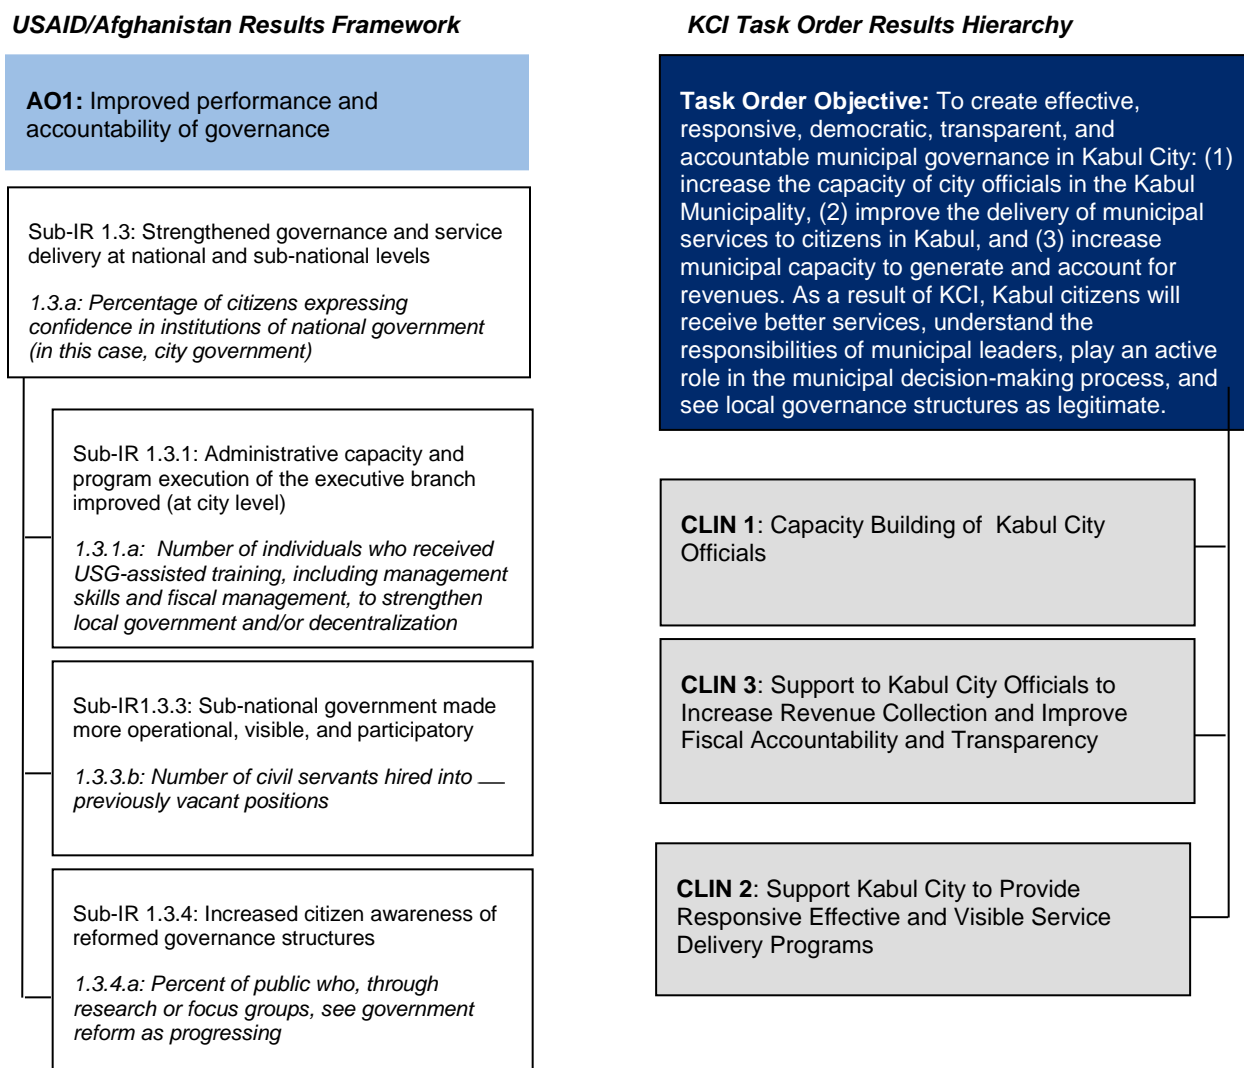 USAID/Afghanistan Results Framework
AO1: Improved performance and
accountability of governance
Sub-IR 1.3: Strengthened governance and service
delivery at national and sub-national levels
1.3.a: Percentage of citizens expressing
confidence in institutions of national government
(in this case, city government)
Sub-IR 1.3.1: Administrative capacity and
program execution of the executive branch
improved (at city level)
1.3.1.a: Number of individuals who received
USG-assisted training, including management
skills and fiscal management, to strengthen
local government and/or decentralization
Sub-IR1.3.3: Sub-national government made
more operational, visible, and participatory
1.3.3.b: Number of civil servants hired into
previously vacant positions
Sub-IR 1.3.4: Increased citizen awareness of
reformed governance structures
1.3.4.a: Percent of public who, through
research or focus groups, see government
reform as progressing
KCI Task Order Results Hierarchy
Task Order Objective: To create effective,
responsive, democratic, transparent, and
accountable municipal governance in Kabul City: (1)
increase the capacity of city officials in the Kabul
Municipality, (2) improve the delivery of municipal
services to citizens in Kabul, and (3) increase
municipal capacity to generate and account for
revenues. As a result of KCI, Kabul citizens will
receive better services, understand the
responsibilities of municipal leaders, play an active
role in the municipal decision-making process, and
see local governance structures as legitimate.
CLIN 1: Capacity Building of Kabul City
Officials
CLIN 3: Support to Kabul City Officials to
Increase Revenue Collection and Improve
Fiscal Accountability and Transparency
CLIN 2: Support Kabul City to Provide
Responsive Effective and Visible Service
Delivery Programs